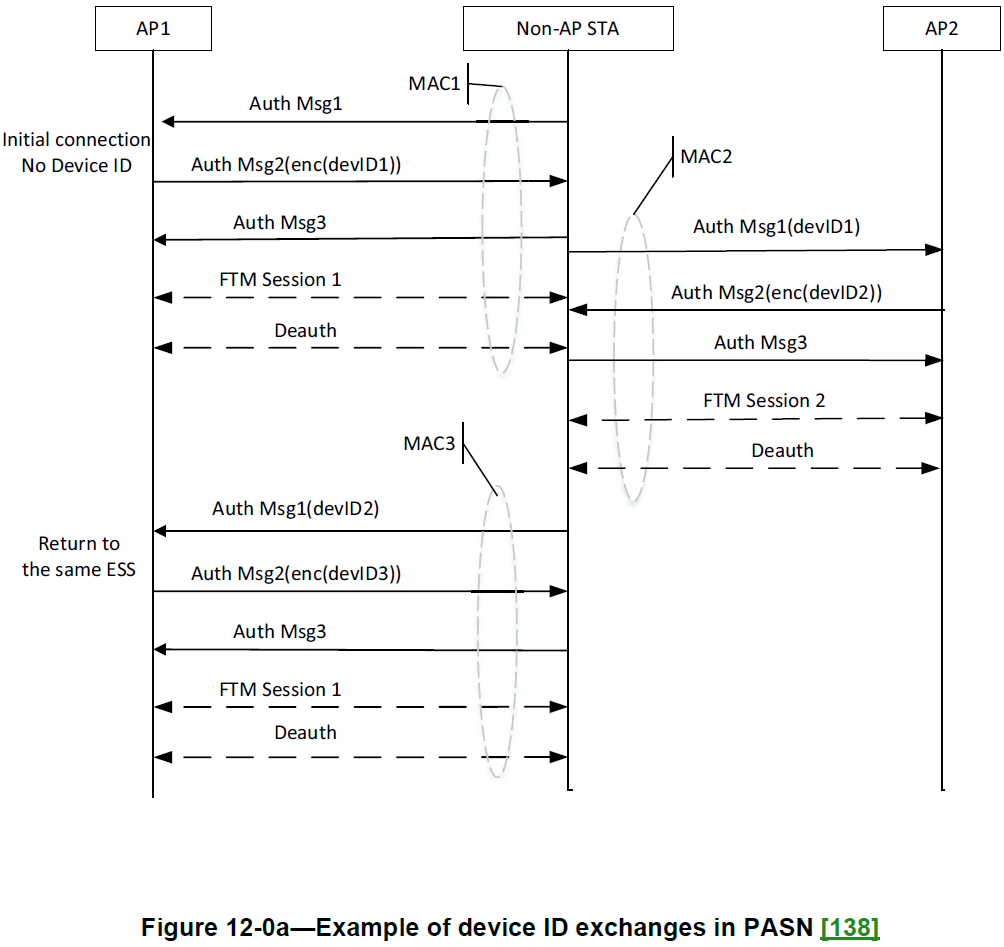 AP1
Non-AP STA
AP2
MAC1
Auth Msg1
Initial connection
No Device ID
Auth Msg2(enc(devID1))
MAC2
Auth Msg3
Auth Msg1(devID1)
FTM Session 1
Auth Msg2(enc(devID2))
Deauth
Auth Msg3
FTM Session 2
MAC3
Deauth
Auth Msg1(devID2)
Return to
the same ESS
Auth Msg2(enc(devID3))
Auth Msg3
FTM Session 1
Deauth
Figure 12-0a—Example of device ID exchanges in PASN [138]